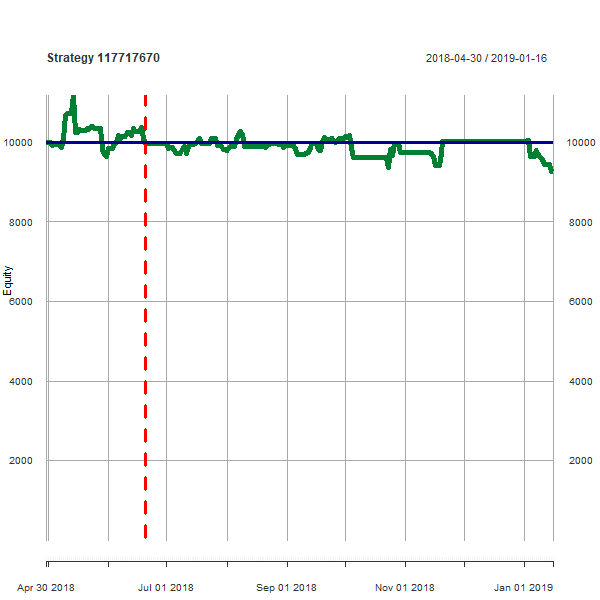 Strategy 117717670
2018-04-30 / 2019-01-16
10000
10000
8000
8000
Equity
6000
6000
4000
4000
2000
2000
Apr 30 2018
Jul 01 2018
Sep 01 2018
Nov 01 2018
Jan 01 2019